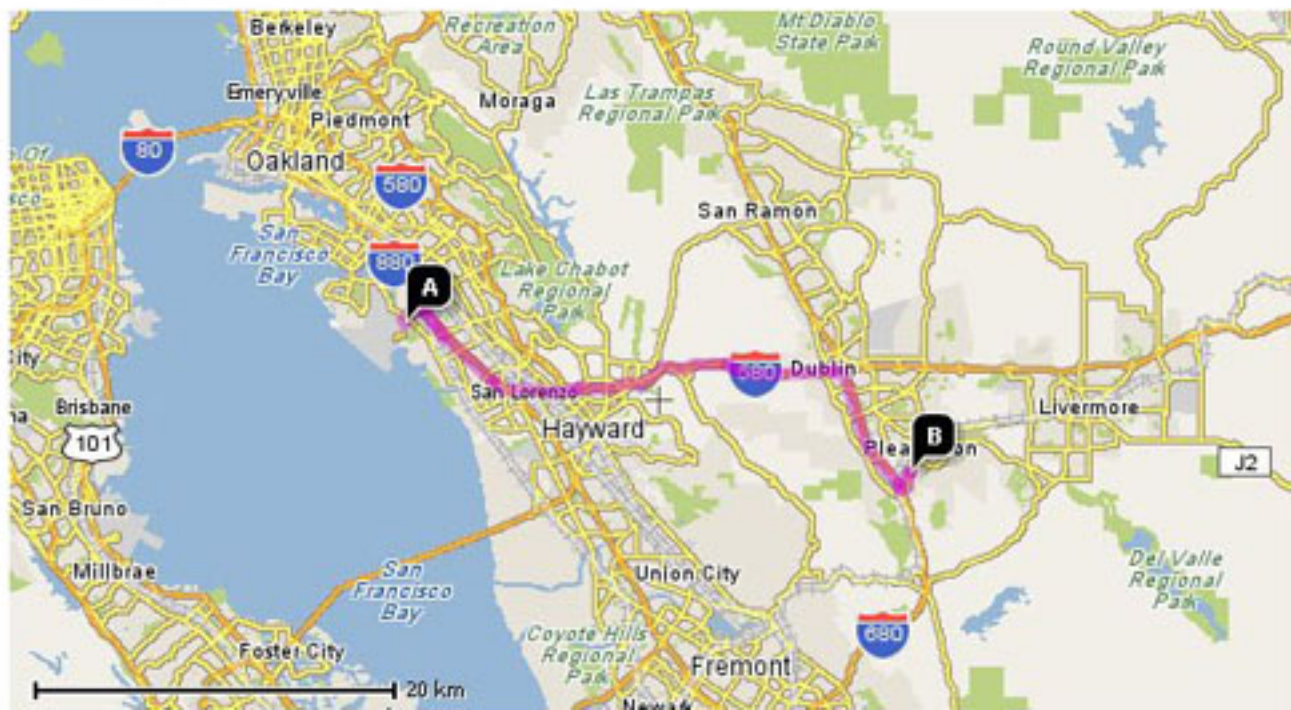 Berkeley
Recreation
Area
Mt Diablo
State Park
Round Valley
Regional Park
Emeryville
Moraga
Las Trampas
Regional Park
Piedmont
80
Oakland
580
San Ramon
San
Francisco
Bay
880
Lake Chabot
Regional
Park
A
City
580
Dublin
San Lorenzo
Brisbane
Livermore
101
Hayward
B
J2
San Bruno
Millbrae
San
Francisco
Bay
Union City
Del Valle
Regional
Park
Coyote Hills
Regional
Park
680
Foster City
Fremont
20 km
Newark